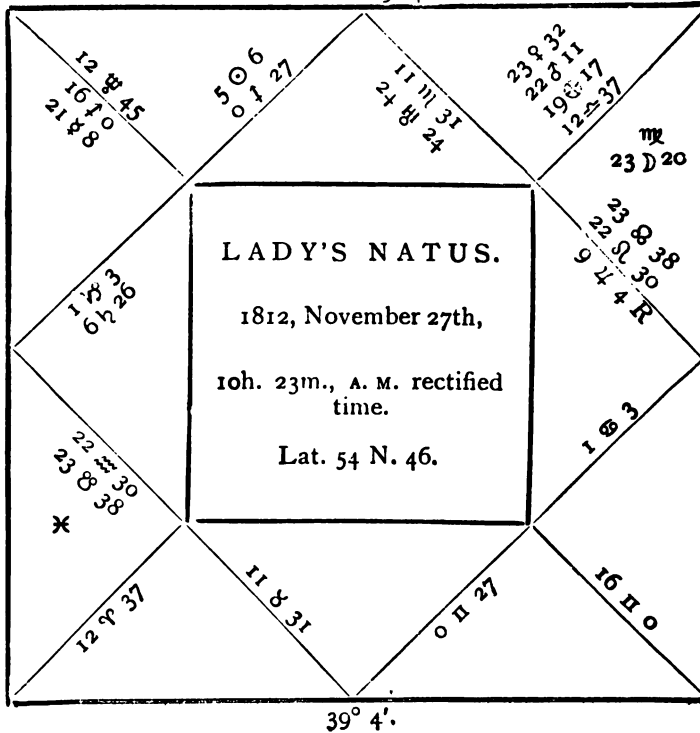 12 ♅ 45
16 ♐ 0
21 ☿ 8
5 ☉ 6
0 ♐ 27
11 ♏ 31
24
23 ♀ 32
22 ♂ 11
19 17
12 ♎ 37
♍
23 ☽ 20
23 ☊ 38
22 ♌ 30
9 ♃ 4 R
1 ♑ 3
6 ♄ 26
LADY'S NATUS.
1812, November 27th,
10h. 23m., A. M. rectified
time.
Lat. 54 N. 46.
1 ♋ 3
22 ♒ 30
23 ☋ 38
♓
12 ♈ 37
11 ♉ 31
0 ♊ 27
16 ♊ 0
39° 4'.